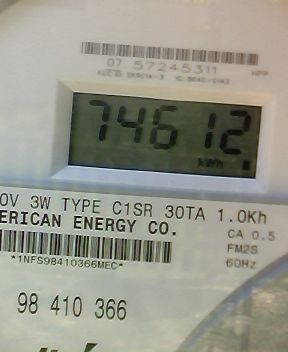 07 57245311
74612
kWh
0V 3W TYPE C1SR 30TA 1.0Kh
ERICAN ENERGY CO.
CA 0.5
FM2S
60Hz
*1NFS98410366MEC*
98 410 366